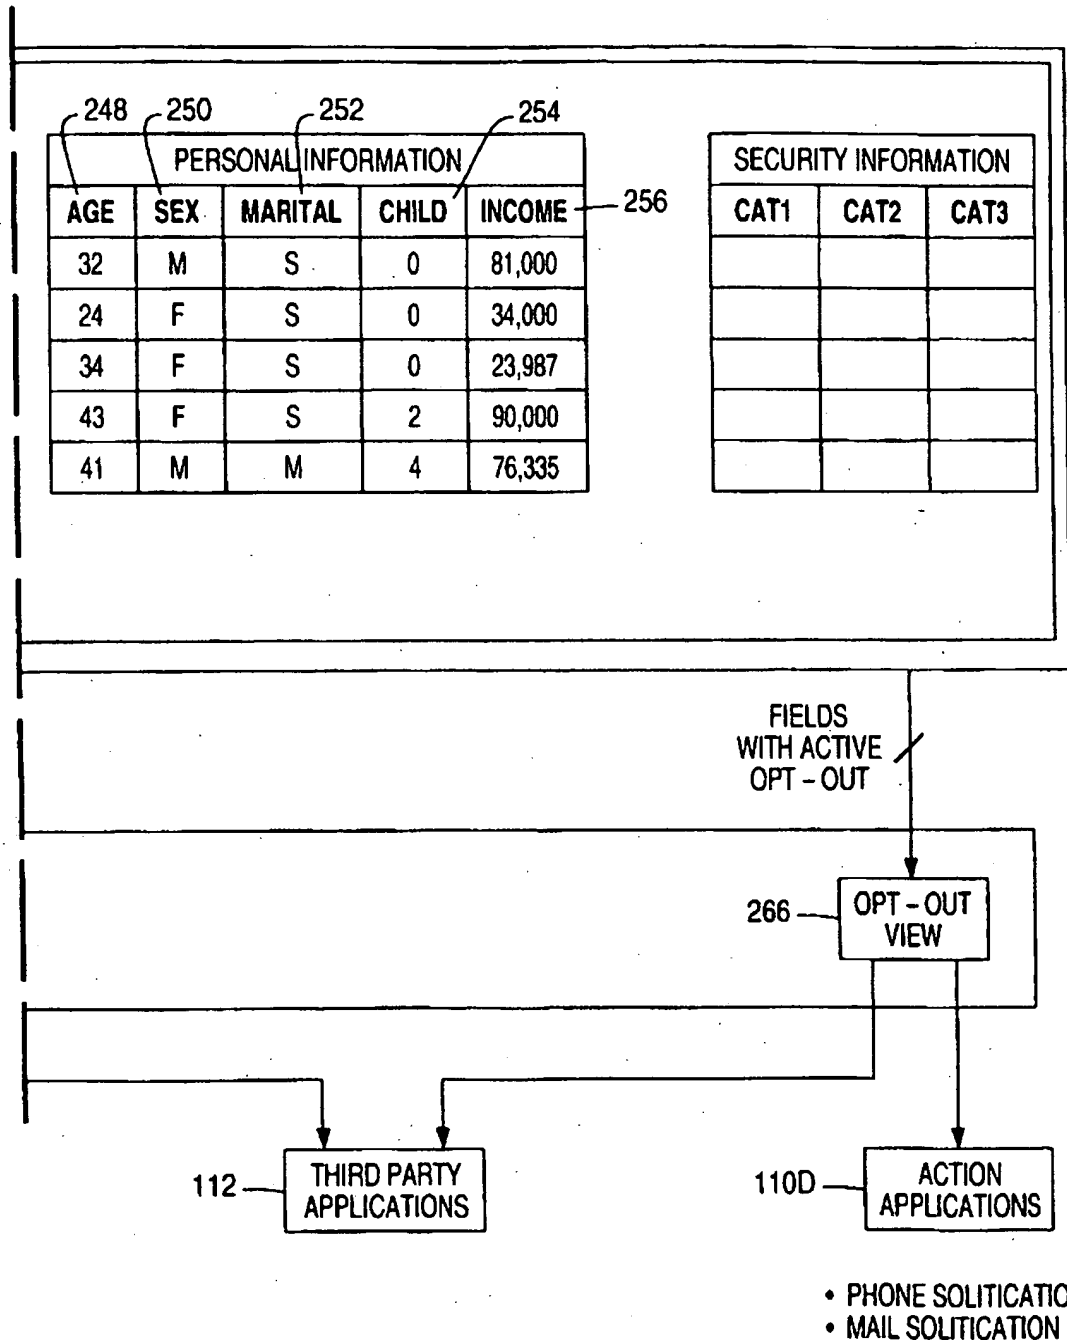 248 250 252 254
PERSONAL INFORMATION
AGE SEX MARITAL CHILD INCOME 256
32 M S 0 81,000
24 F S 0 34,000
34 F S 0 23,987
43 F S 2 90,000
41 M M 4 76,335
SECURITY INFORMATION
CAT1 CAT2 CAT3
FIELDS
WITH ACTIVE
OPT – OUT
266
OPT – OUT
VIEW
112
THIRD PARTY
APPLICATIONS
110D
ACTION
APPLICATIONS
• PHONE SOLITICATIO
• MAIL SOLITICATION